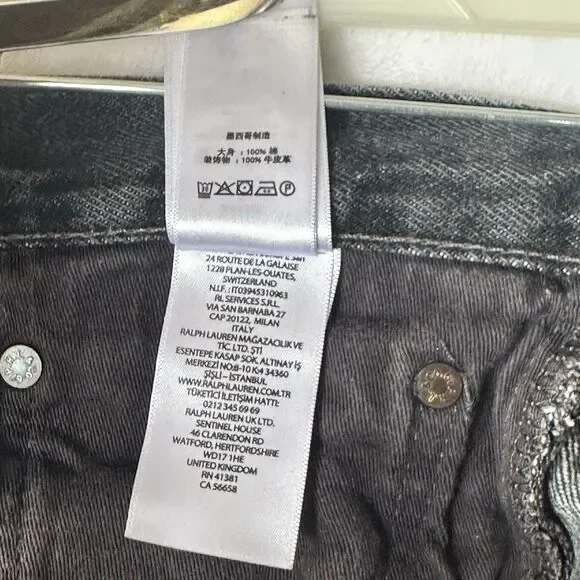 墨西哥制造
大身：100% 棉
装饰物：100% 牛皮革
24 ROUTE DE LA GALAISE
1228 PLAN-LES-OUATES,
SWITZERLAND
N.I.F. : IT03945310963
RL SERVICES S.R.L.
VIA SAN BARNABA 27
CAP 20122, MILAN
ITALY
RALPH LAUREN MAGAZACILIK VE
TİC. LTD. ŞTİ
ESENTEPE KASAP SOK. ALTINAY İŞ
MERKEZİ NO:8-10 K:4 34360
ŞİŞLİ – İSTANBUL
WWW.RALPHLAUREN.COM.TR
TÜKETİCİ İLETİŞİM HATTI:
0212 345 69 69
RALPH LAUREN UK LTD.
SENTINEL HOUSE
46 CLARENDON RD
WATFORD, HERTFORDSHIRE
WD17 1HE
UNITED KINGDOM
RN 41381
CA 56658